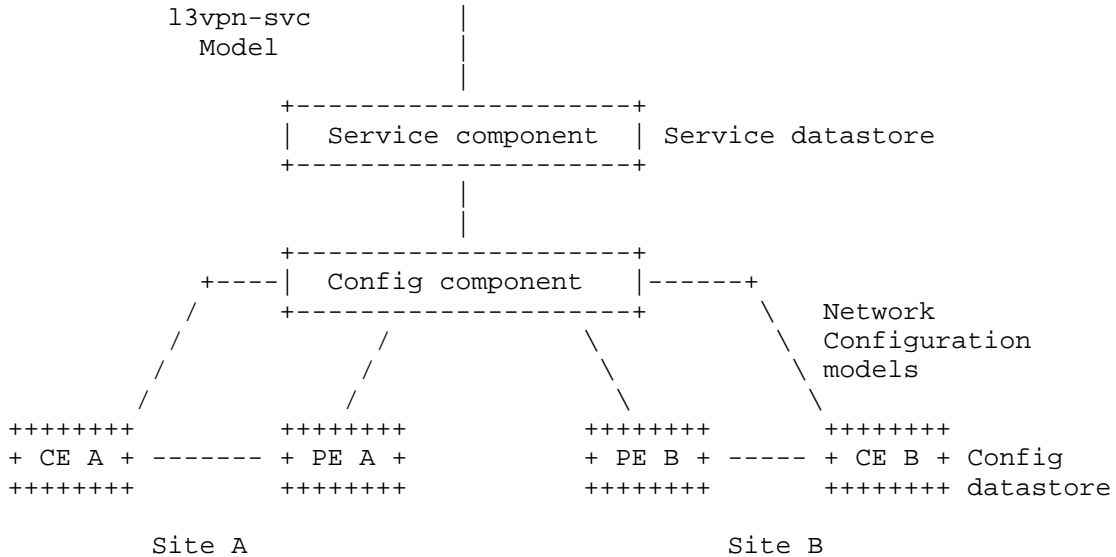 l3vpn-svc
Model
Service component Service datastore
Config component
Network
Configuration
models
CE A PE A PE B CE B Config
datastore
Site A Site B